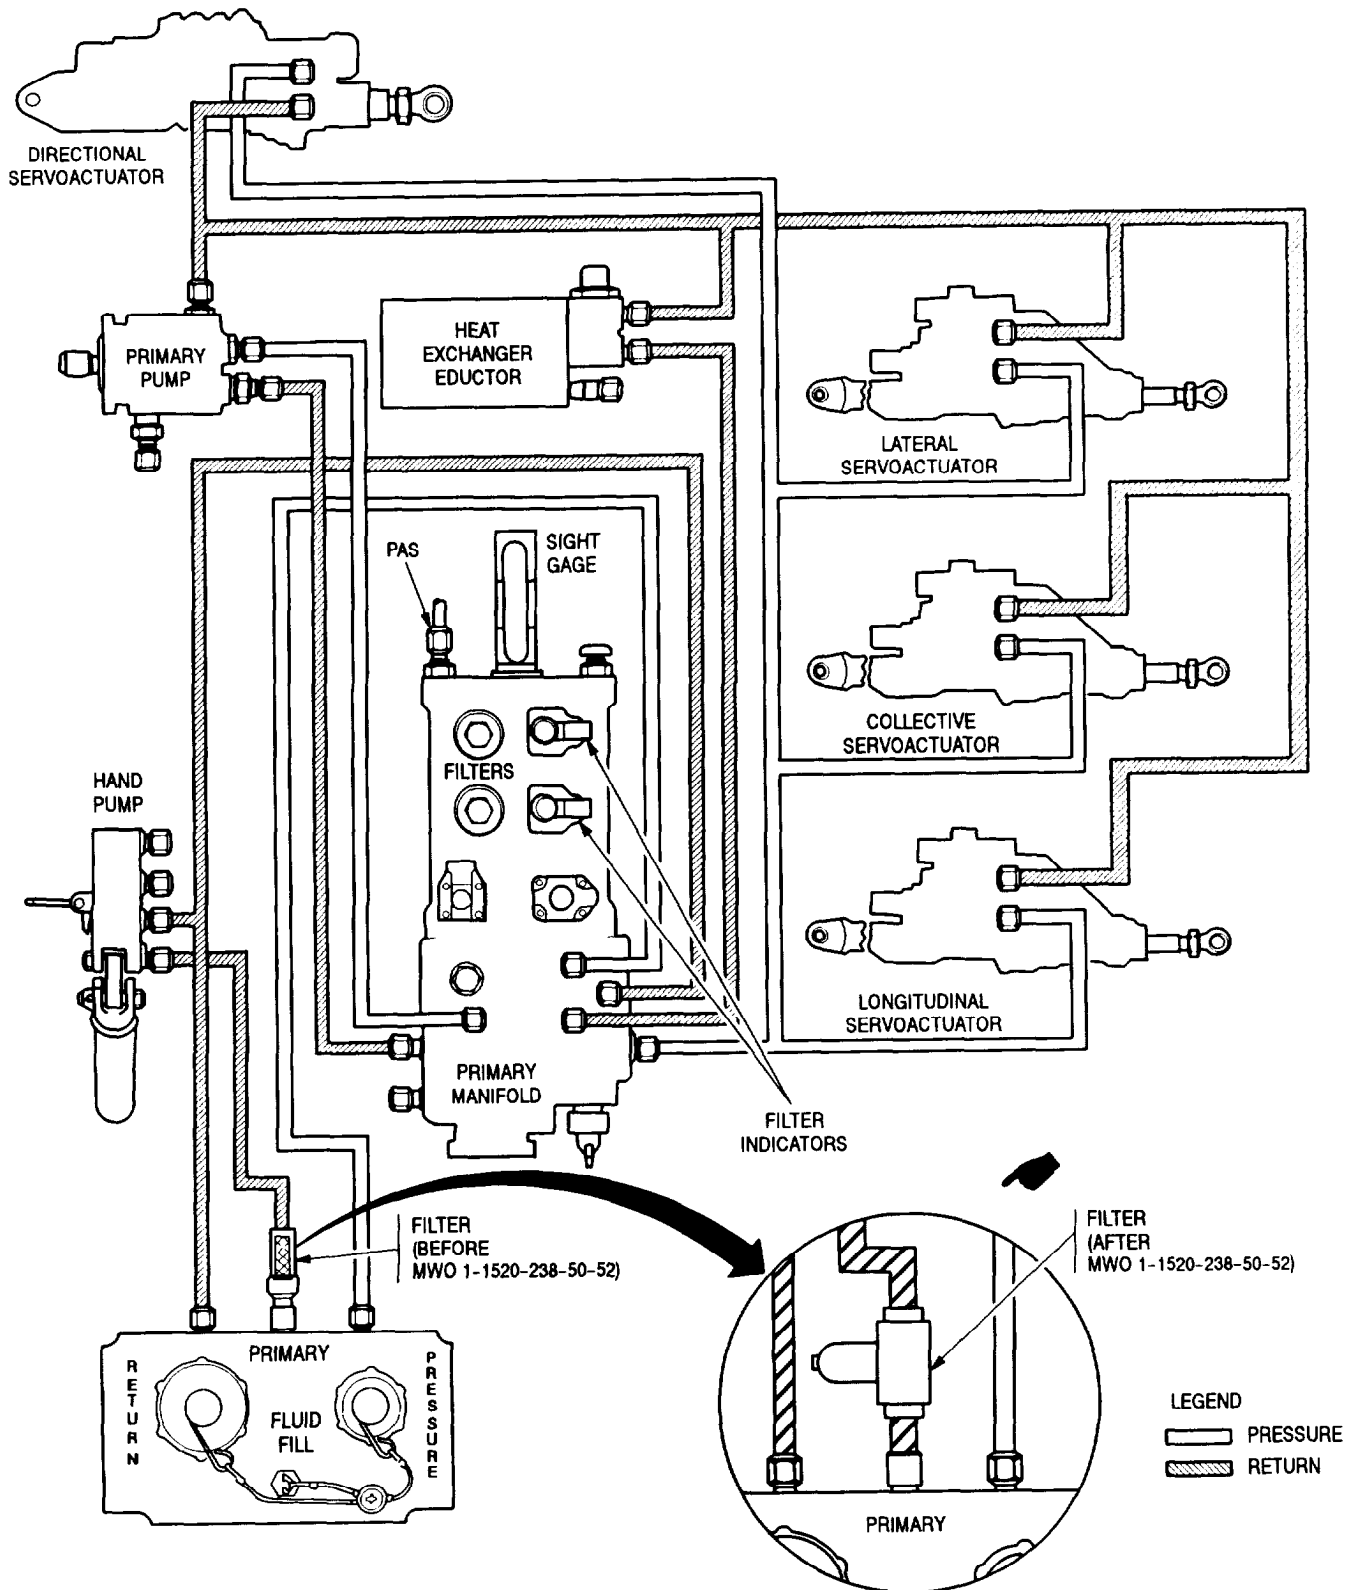 DIRECTIONAL
SERVOACTUATOR
PRIMARY
PUMP
HEAT
EXCHANGER
EDUCTOR
LATERAL
SERVOACTUATOR
PAS
SIGHT
GAGE
COLLECTIVE
SERVOACTUATOR
FILTERS
HAND
PUMP
LONGITUDINAL
SERVOACTUATOR
PRIMARY
MANIFOLD
FILTER
INDICATORS
FILTER
(BEFORE
MWO 1-1520-238-50-52)
FILTER
(AFTER
MWO 1-1520-238-50-52)
PRIMARY
RETURN
FLUID
FILL
PRESSURE
PRIMARY
LEGEND
PRESSURE
RETURN